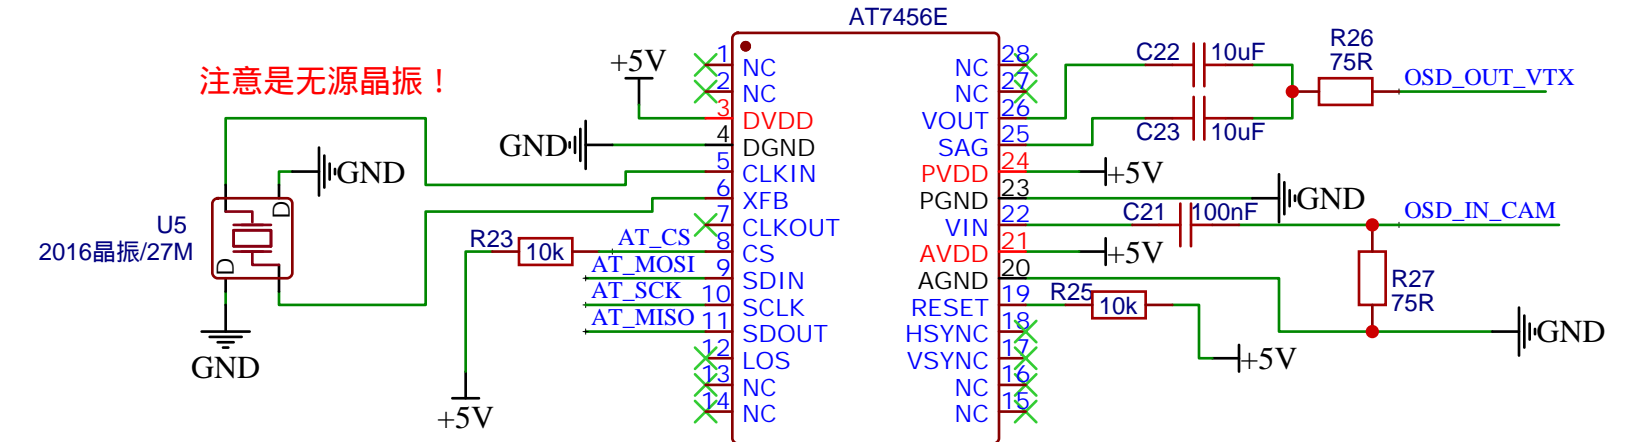 AT7456E
注意是无源晶振！
+5V
GND
GND
U5
2016晶振/27M
D
D
GND
R23
10k
+5V
AT_CS
AT_MOSI
AT_SCK
AT_MISO
1 NC
2 NC
3 DVDD
4 DGND
5 CLKIN
6 XFB
7 CLKOUT
8 CS
9 SDIN
10 SCLK
11 SDOUT
12 LOS
13 NC
14 NC
NC 28
NC 27
VOUT 26
SAG 25
PVDD 24
PGND 23
VIN 22
AVDD 21
AGND 20
RESET 19
HSYNC 18
VSYNC 17
NC 16
NC 15
C22 10uF
C23 10uF
R26
75R
OSD_OUT_VTX
+5V
GND
C21 100nF
OSD_IN_CAM
+5V
R27
75R
R25
10k
GND
+5V